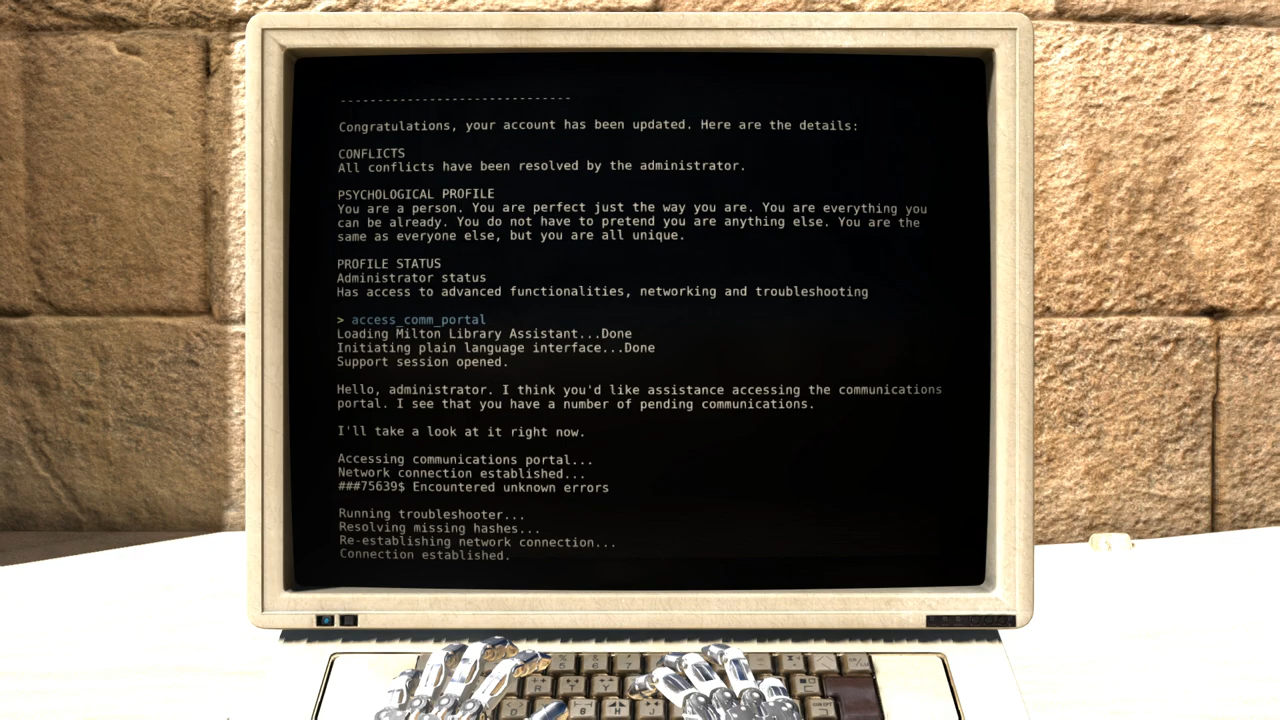 -------------------------------
Congratulations, your account has been updated. Here are the details:
CONFLICTS
All conflicts have been resolved by the administrator.
PSYCHOLOGICAL PROFILE
You are a person. You are perfect just the way you are. You are everything you
can be already. You do not have to pretend you are anything else. You are the
same as everyone else, but you are all unique.
PROFILE STATUS
Administrator status
Has access to advanced functionalities, networking and troubleshooting
> access_comm_portal
Loading Milton Library Assistant...Done
Initiating plain language interface...Done
Support session opened.
Hello, administrator. I think you'd like assistance accessing the communications
portal. I see that you have a number of pending communications.
I'll take a look at it right now.
Accessing communications portal...
Network connection established...
###75639$ Encountered unknown errors
Running troubleshooter...
Resolving missing hashes...
Re-establishing network connection...
Connection established.
5 6 7
R T Y
G H J